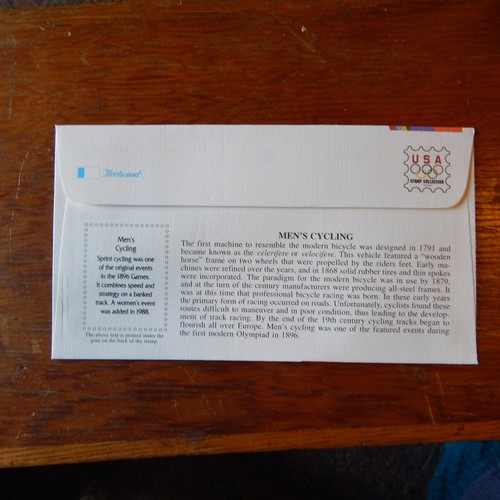 Fleetwood
USA
STAMP COLLECTION
Men's
Cycling
Sprint cycling was one
of the original events
in the 1896 Games.
It combines speed and
strategy on a banked
track. A women's event
was added in 1988.
The above text is printed under the
gum on the back of the stamp.
MEN'S CYCLING
The first machine to resemble the modern bicycle was designed in 1791 and
became known as the celerifere or velocifere. This vehicle featured a "wooden
horse" frame on two wheels that were propelled by the riders feet. Early ma-
chines were refined over the years, and in 1868 solid rubber tires and thin spokes
were incorporated. The paradigm for the modern bicycle was in use by 1879,
and at the turn of the century manufacturers were producing all-steel frames. It
was at this time that professional bicycle racing was born. In these early years
the primary form of racing occurred on roads. Unfortunately, cyclists found these
routes difficult to maneuver and in poor condition, thus leading to the develop-
ment of track racing. By the end of the 19th century cycling tracks began to
flourish all over Europe. Men's cycling was one of the featured events during
the first modern Olympiad in 1896.